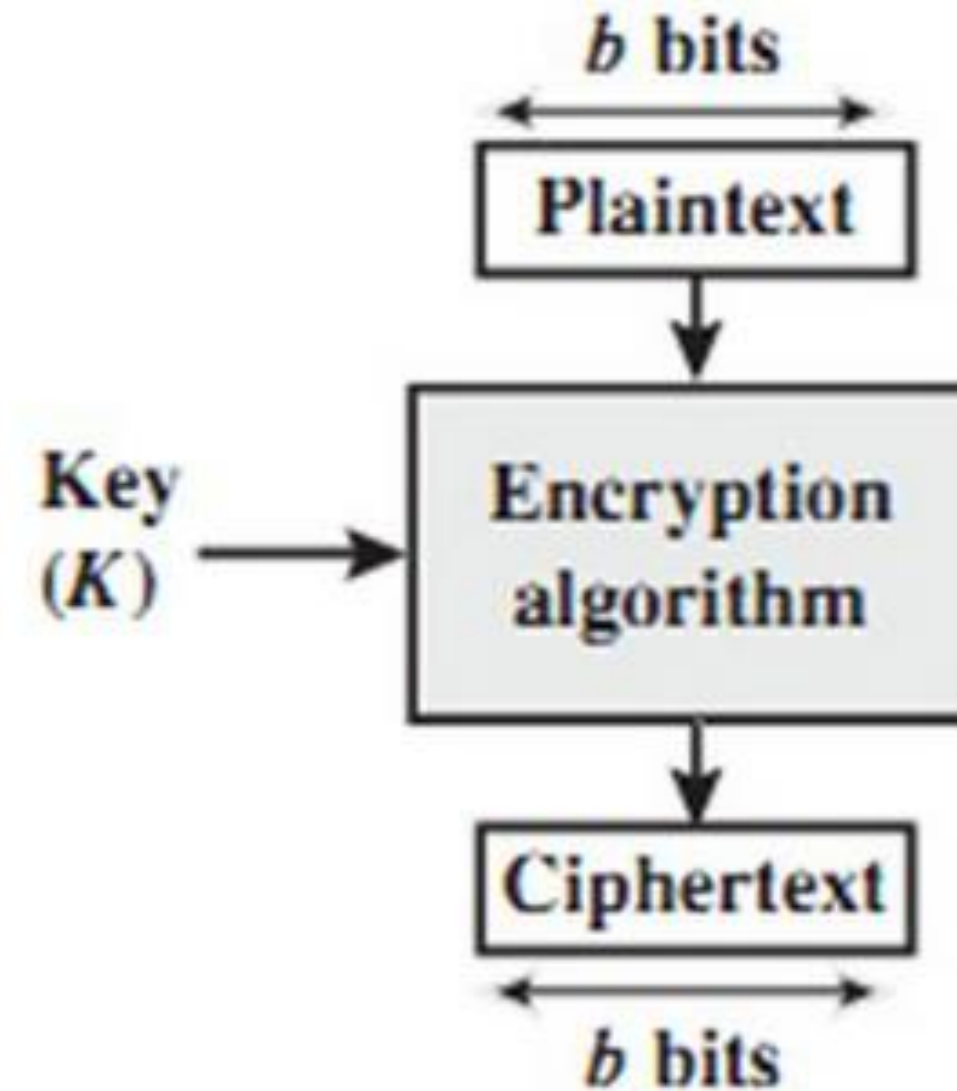 b bits
Plaintext
Key
(K)
Encryption
algorithm
Ciphertext
b bits